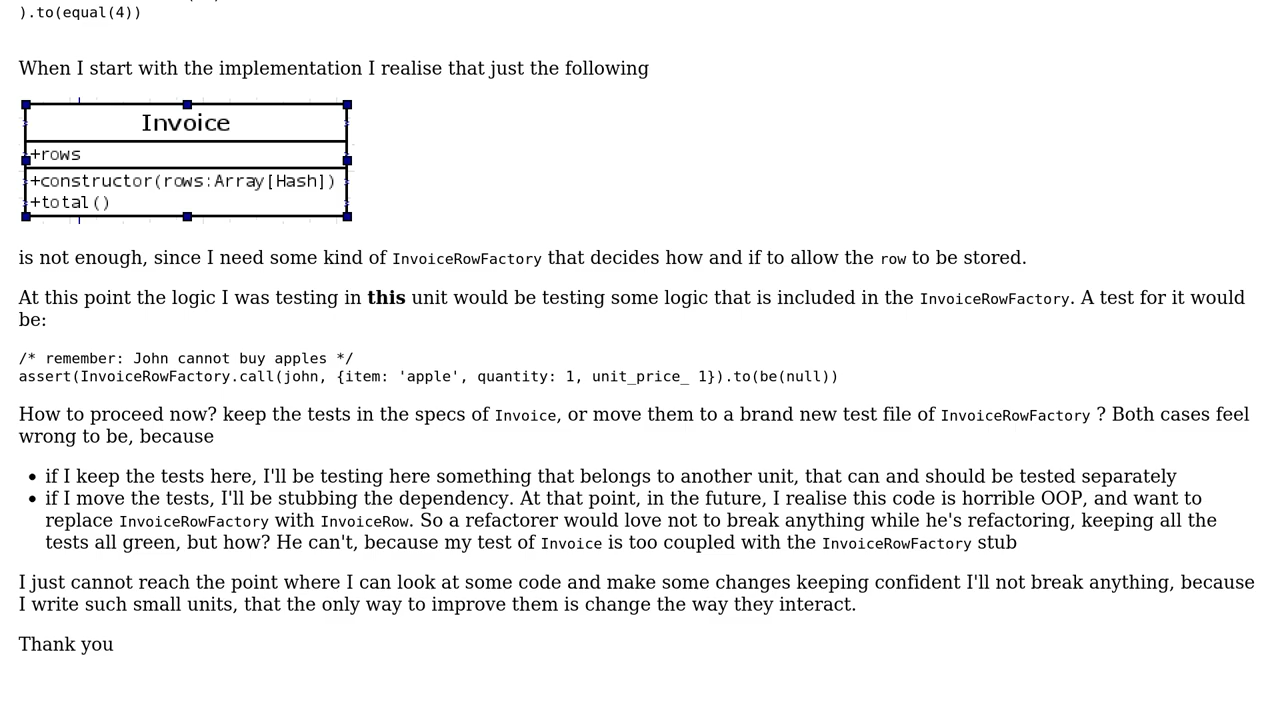 ).to(equal(4))
When I start with the implementation I realise that just the following
Invoice
+rows
+constructor(rows:Array[Hash])
+total()
is not enough, since I need some kind of InvoiceRowFactory that decides how and if to allow the row to be stored.
At this point the logic I was testing in this unit would be testing some logic that is included in the InvoiceRowFactory. A test for it would
be:
/* remember: John cannot buy apples */
assert(InvoiceRowFactory.call(john, {item: 'apple', quantity: 1, unit_price_ 1}).to(be(null))
How to proceed now? keep the tests in the specs of Invoice, or move them to a brand new test file of InvoiceRowFactory ? Both cases feel
wrong to be, because
• if I keep the tests here, I'll be testing here something that belongs to another unit, that can and should be tested separately
• if I move the tests, I'll be stubbing the dependency. At that point, in the future, I realise this code is horrible OOP, and want to
replace InvoiceRowFactory with InvoiceRow. So a refactorer would love not to break anything while he's refactoring, keeping all the
tests all green, but how? He can't, because my test of Invoice is too coupled with the InvoiceRowFactory stub
I just cannot reach the point where I can look at some code and make some changes keeping confident I'll not break anything, because
I write such small units, that the only way to improve them is change the way they interact.
Thank you